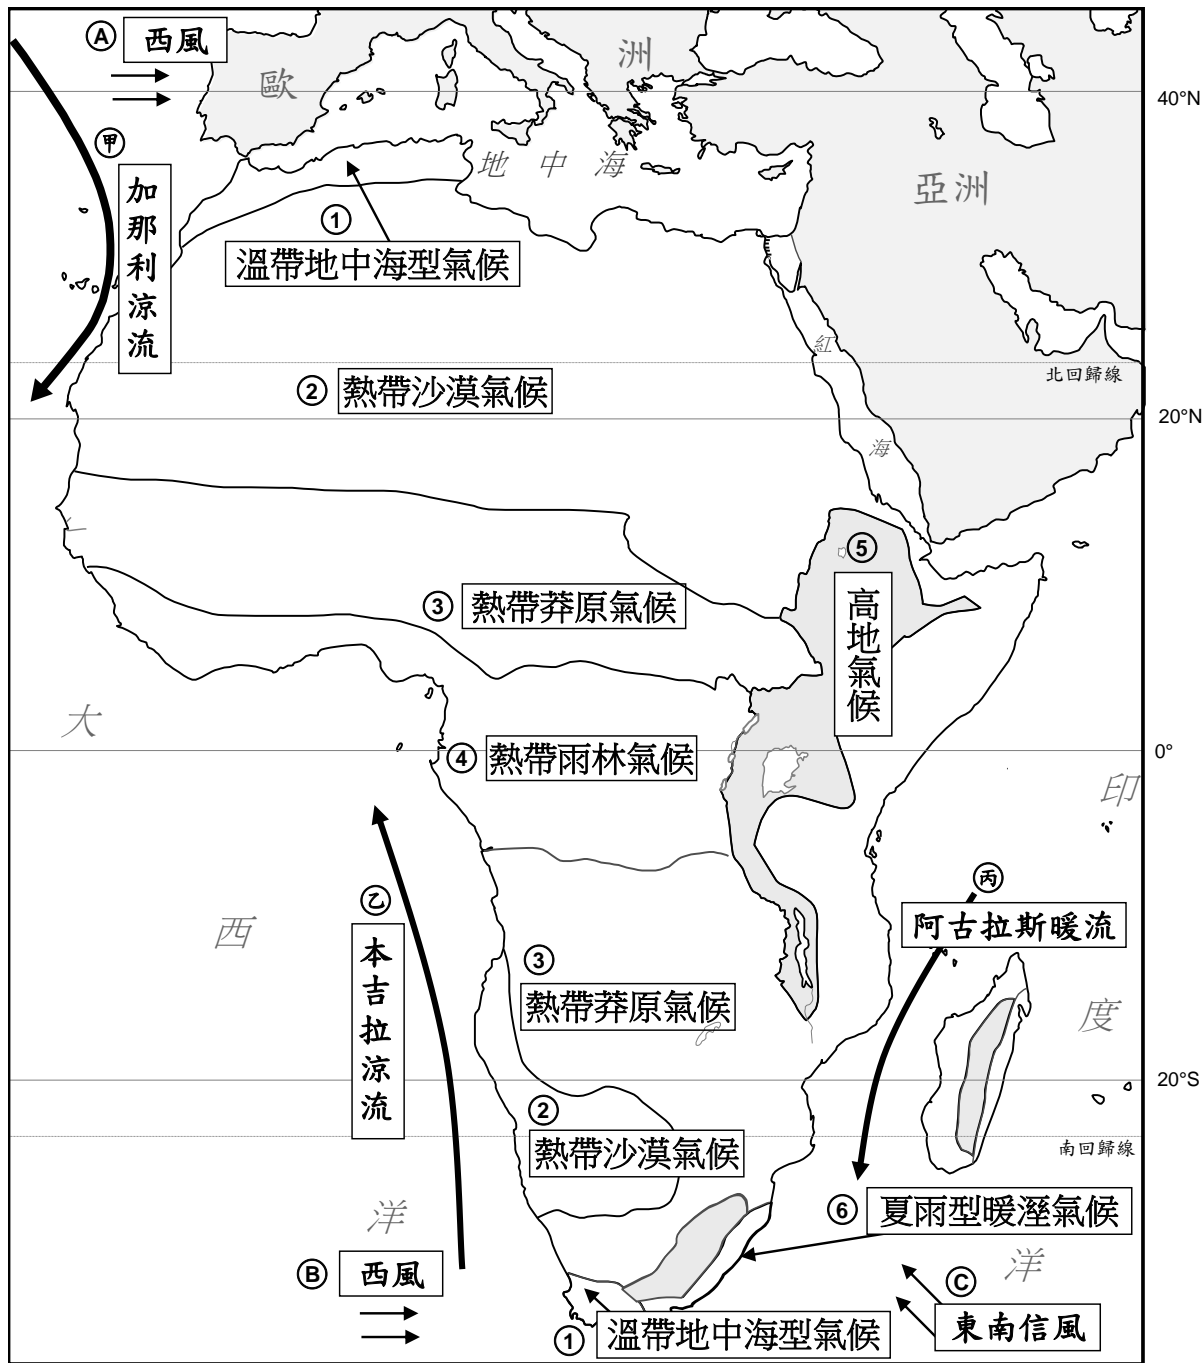 Ⓐ 西風
歐 洲
40°N
甲
加那利涼流
地中海
亞洲
①
溫帶地中海型氣候
紅海
北回歸線
② 熱帶沙漠氣候
20°N
⑤
高地氣候
③ 熱帶莽原氣候
大西洋
④ 熱帶雨林氣候
0°
印度洋
丙
阿古拉斯暖流
乙
本吉拉涼流
③
熱帶莽原氣候
20°S
②
熱帶沙漠氣候
南回歸線
⑥ 夏雨型暖溼氣候
Ⓑ 西風
Ⓒ
東南信風
① 溫帶地中海型氣候